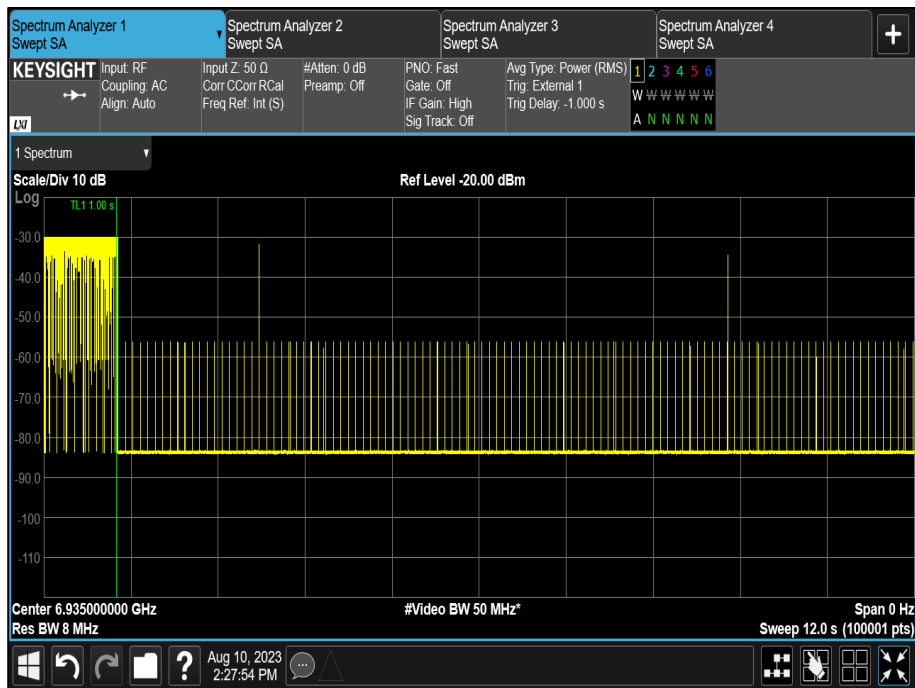 Spectrum Analyzer 1
Swept SA
Spectrum Analyzer 2
Swept SA
Spectrum Analyzer 3
Swept SA
Spectrum Analyzer 4
Swept SA
+
KEYSIGHT
LXI
Input: RF
Coupling: AC
Align: Auto
Input Z: 50 Ω
Corr CCorr RCal
Freq Ref: Int (S)
#Atten: 0 dB
Preamp: Off
PNO: Fast
Gate: Off
IF Gain: High
Sig Track: Off
Avg Type: Power (RMS)
Trig: External 1
Trig Delay: -1.000 s
1 2 3 4 5 6
W W W W W W
A N N N N N
1 Spectrum
Scale/Div 10 dB
Ref Level -20.00 dBm
Log
TL1 1.00 s
-30.0
-40.0
-50.0
-60.0
-70.0
-80.0
-90.0
-100
-110
Center 6.935000000 GHz
#Video BW 50 MHz*
Span 0 Hz
Res BW 8 MHz
Sweep 12.0 s (100001 pts)
?
Aug 10, 2023
2:27:54 PM